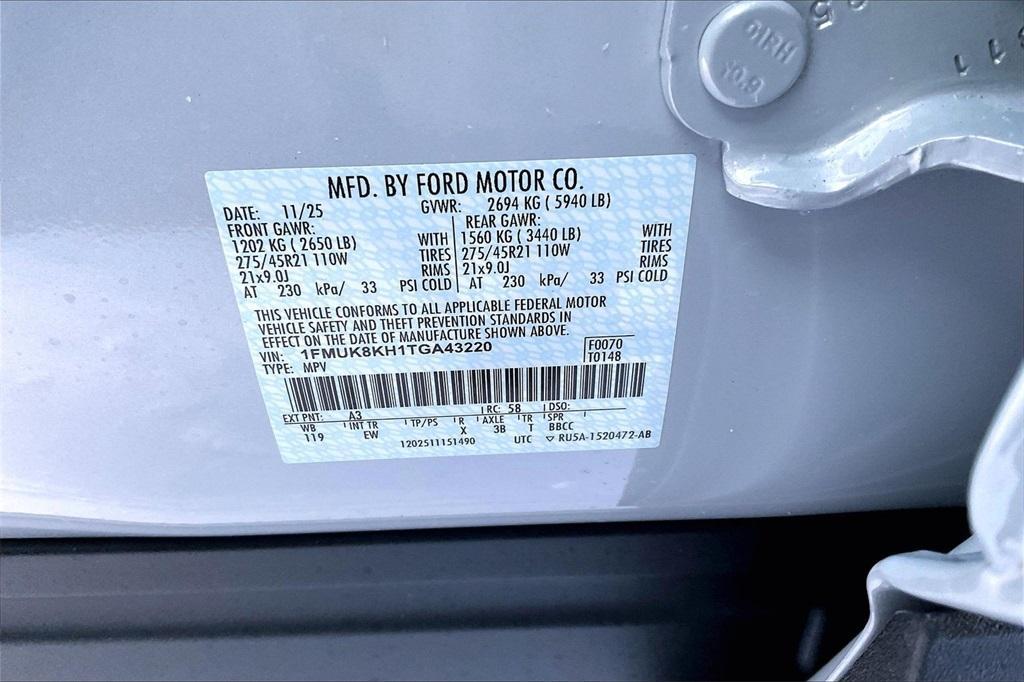 MFD. BY FORD MOTOR CO.
DATE: 11/25 GVWR: 2694 KG ( 5940 LB)
FRONT GAWR: REAR GAWR:
1202 KG ( 2650 LB) WITH 1560 KG ( 3440 LB) WITH
275/45R21 110W TIRES 275/45R21 110W TIRES
21x9.0J RIMS 21x9.0J RIMS
AT 230 kPa/ 33 PSI COLD AT 230 kPa/ 33 PSI COLD
THIS VEHICLE CONFORMS TO ALL APPLICABLE FEDERAL MOTOR
VEHICLE SAFETY AND THEFT PREVENTION STANDARDS IN
EFFECT ON THE DATE OF MANUFACTURE SHOWN ABOVE.
VIN: 1FMUK8KH1TGA43220 F0070
TYPE: MPV T0148
EXT PNT: A3 RC: 58 DSO:
WB INT TR TP/PS R AXLE TR SPR
119 EW X 3B T BBCC
1202511151490 UTC ▽ RU5A-1520472-AB